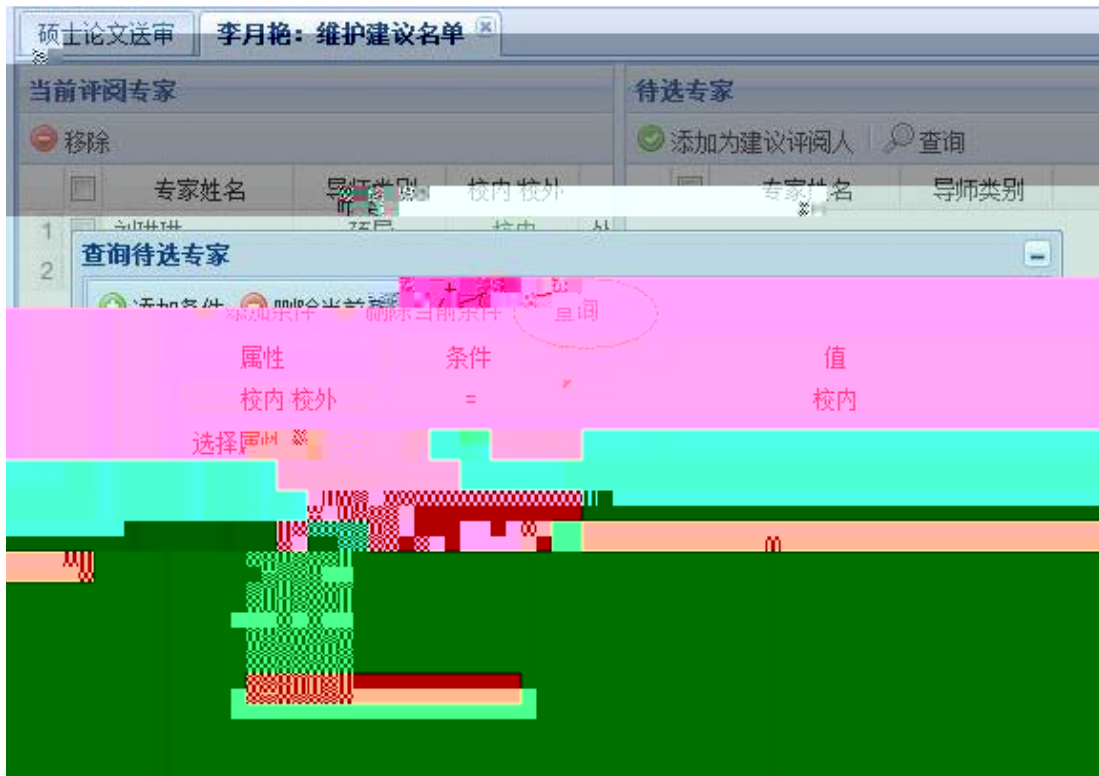 硕士论文送审 李月艳：维护建议名单
当前评阅专家 待选专家
移除 添加为建议评阅人 查询
专家姓名 导师类别 校内 校外 专家姓名 导师类别
1
2
查询待选专家
添加条件 删除当前条件 查询
属性 条件 值
校内 校外 = 校内
选择属性